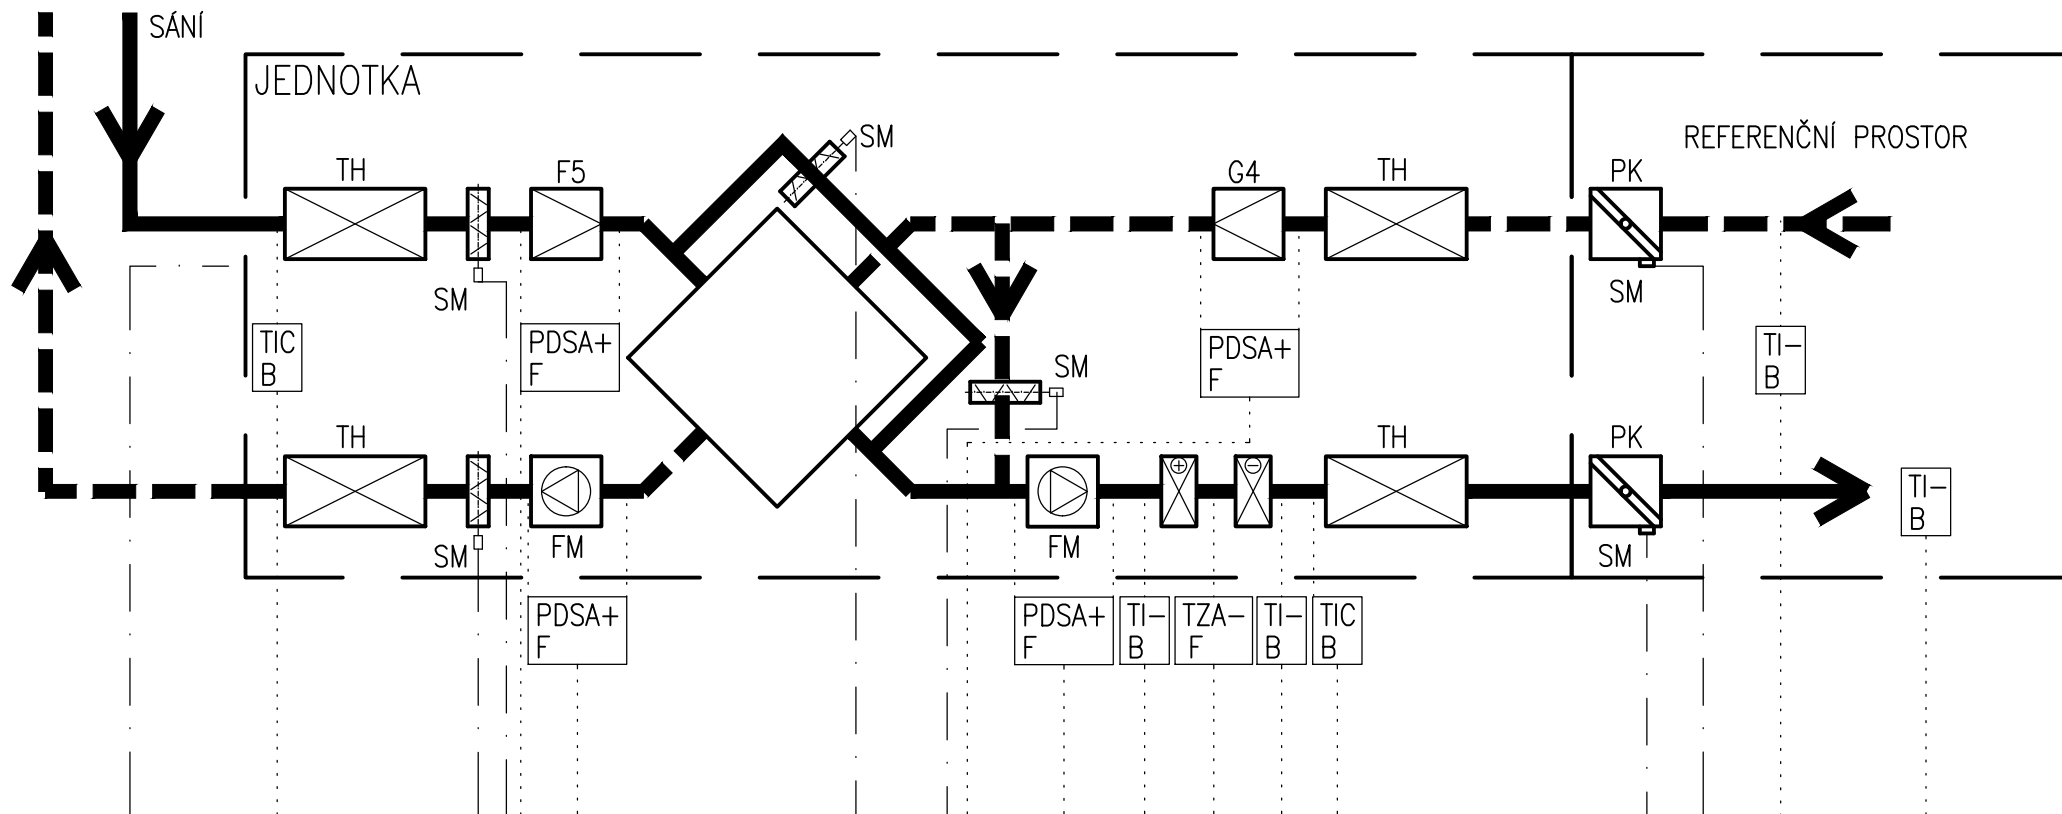 SÁNÍ
JEDNOTKA
SM
REFERENČNÍ PROSTOR
TH
F5
G4
TH
PK
SM
SM
TIC
B
PDSA+
F
PDSA+
F
TI-
B
SM
TH
TH
PK
TI-
B
SM
FM
FM
SM
PDSA+
F
PDSA+
F
TI-
B
TZA-
F
TI-
B
TIC
B